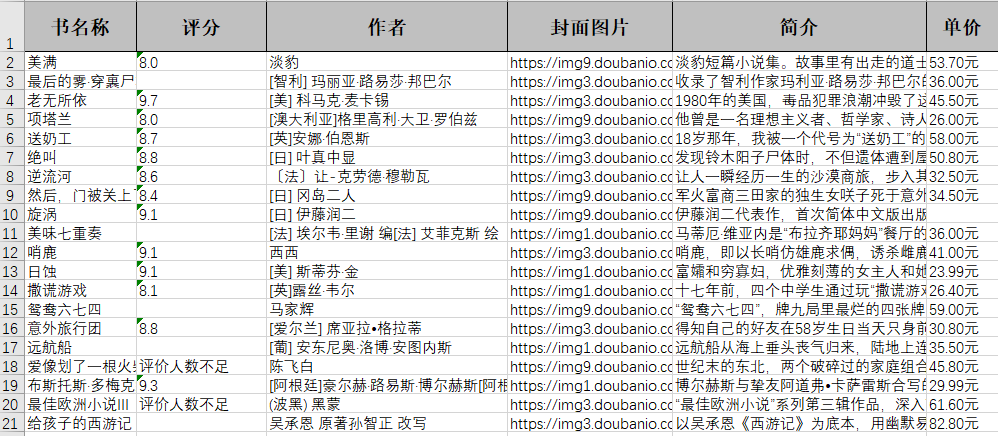 书名称 评分 作者 封面图片 简介 单价
1
2 美满 8.0 淡豹 https://img9.doubanio.cc 淡豹短篇小说集。故事里有出走的道士 53.70元
3 最后的雾·穿裹尸 [智利] 玛丽亚·路易莎·邦巴尔 https://img9.doubanio.cc 收录了智利作家玛利亚·路易莎·邦巴尔的 36.00元
4 老无所依 9.7 [美] 科马克·麦卡锡 https://img3.doubanio.cc 1980年的美国，毒品犯罪浪潮冲毁了这 45.50元
5 项塔兰 8.0 [澳大利亚]格里高利·大卫·罗伯兹 https://img9.doubanio.cc 他曾是一名理想主义者、哲学家、诗人 26.00元
6 送奶工 8.7 [英]安娜·伯恩斯 https://img3.doubanio.cc 18岁那年，我被一个代号为“送奶工”的 58.00元
7 绝叫 8.8 [日] 叶真中显 https://img3.doubanio.cc 发现铃木阳子尸体时，不但遗体遭到屋 50.80元
8 逆流河 8.6 〔法〕让-克劳德·穆勒瓦 https://img3.doubanio.cc 让人一瞬经历一生的沙漠商旅，步入其 32.50元
9 然后，门被关上了 8.4 [日] 冈岛二人 https://img9.doubanio.cc 军火富商三田家的独生女咲子死于意外 34.50元
10 旋涡 9.1 [日] 伊藤润二 https://img9.doubanio.cc 伊藤润二代表作，首次简体中文版出版
11 美味七重奏 [法] 埃尔韦·里谢 编[法] 艾菲克斯 绘 https://img1.doubanio.cc 马蒂厄·维亚内是“布拉齐耶妈妈”餐厅的 36.00元
12 哨鹿 9.1 西西 https://img9.doubanio.cc 哨鹿，即以长哨仿雄鹿求偶，诱杀雌鹿 41.00元
13 日蚀 9.1 [美] 斯蒂芬·金 https://img1.doubanio.cc 富孀和穷寡妇，优雅刻薄的女主人和她 23.99元
14 撒谎游戏 8.1 [英]露丝·韦尔 https://img1.doubanio.cc 十七年前，四个中学生通过玩“撒谎游戏 26.40元
15 鸳鸯六七四 马家辉 https://img3.doubanio.cc “鸳鸯六七四”，牌九局里最烂的四张牌 59.00元
16 意外旅行团 8.8 [爱尔兰] 席亚拉•格拉蒂 https://img3.doubanio.cc 得知自己的好友在58岁生日当天只身前 30.80元
17 远航船 [葡] 安东尼奥·洛博·安图内斯 https://img1.doubanio.cc 远航船从海上垂头丧气归来，陆地上连 35.50元
18 爱像划了一根火柴 评价人数不足 陈飞白 https://img9.doubanio.cc 世纪末的东北，两个破碎过的家庭组合 45.80元
19 布斯托斯·多梅克 9.3 [阿根廷]豪尔赫·路易斯·博尔赫斯[阿根 https://img1.doubanio.cc 博尔赫斯与挚友阿道弗•卡萨雷斯合写的 29.99元
20 最佳欧洲小说III 评价人数不足 (波黑) 黑蒙 https://img3.doubanio.cc “最佳欧洲小说”系列第三辑作品，深入 61.60元
21 给孩子的西游记 吴承恩 原著孙智正 改写 https://img3.doubanio.cc 以吴承恩《西游记》为底本，用幽默易 82.80元